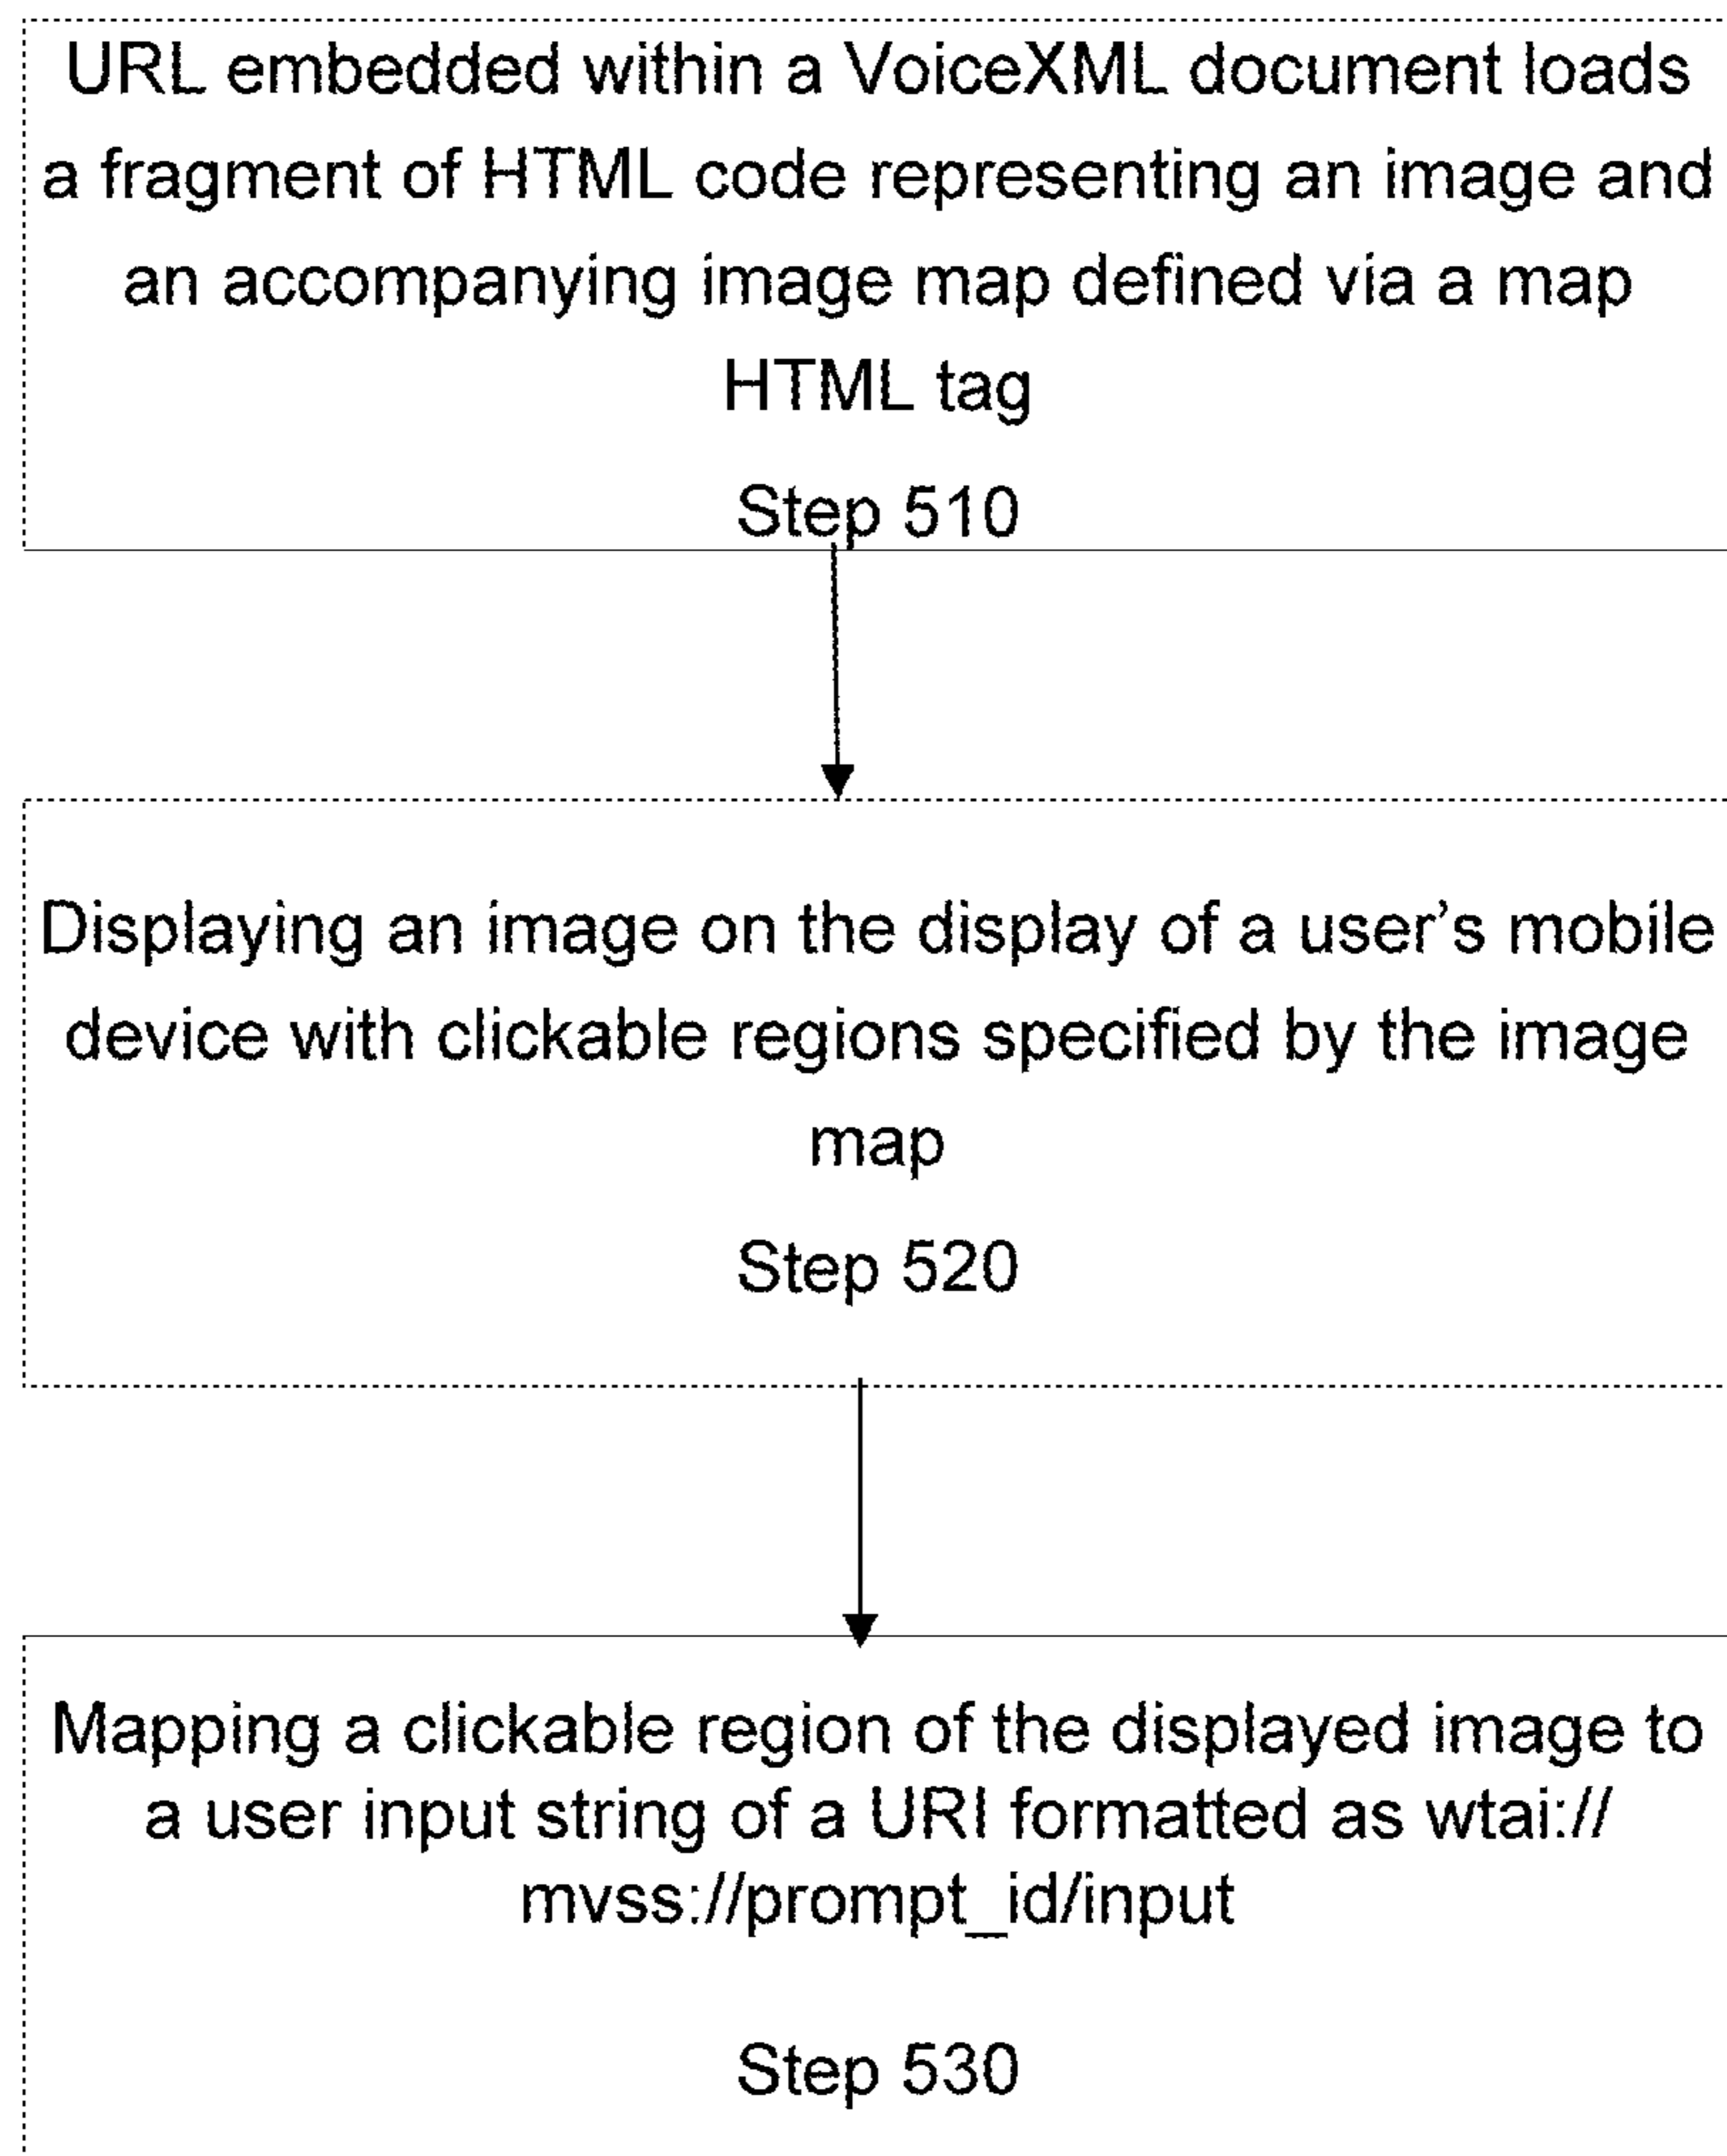 URL embedded within a VoiceXML document loads
a fragment of HTML code representing an image and
an accompanying image map defined via a map
HTML tag
Step 510
Displaying an image on the display of a user's mobile
device with clickable regions specified by the image
map
Step 520
Mapping a clickable region of the displayed image to
a user input string of a URI formatted as wtai://
mvss://prompt_id/input
Step 530